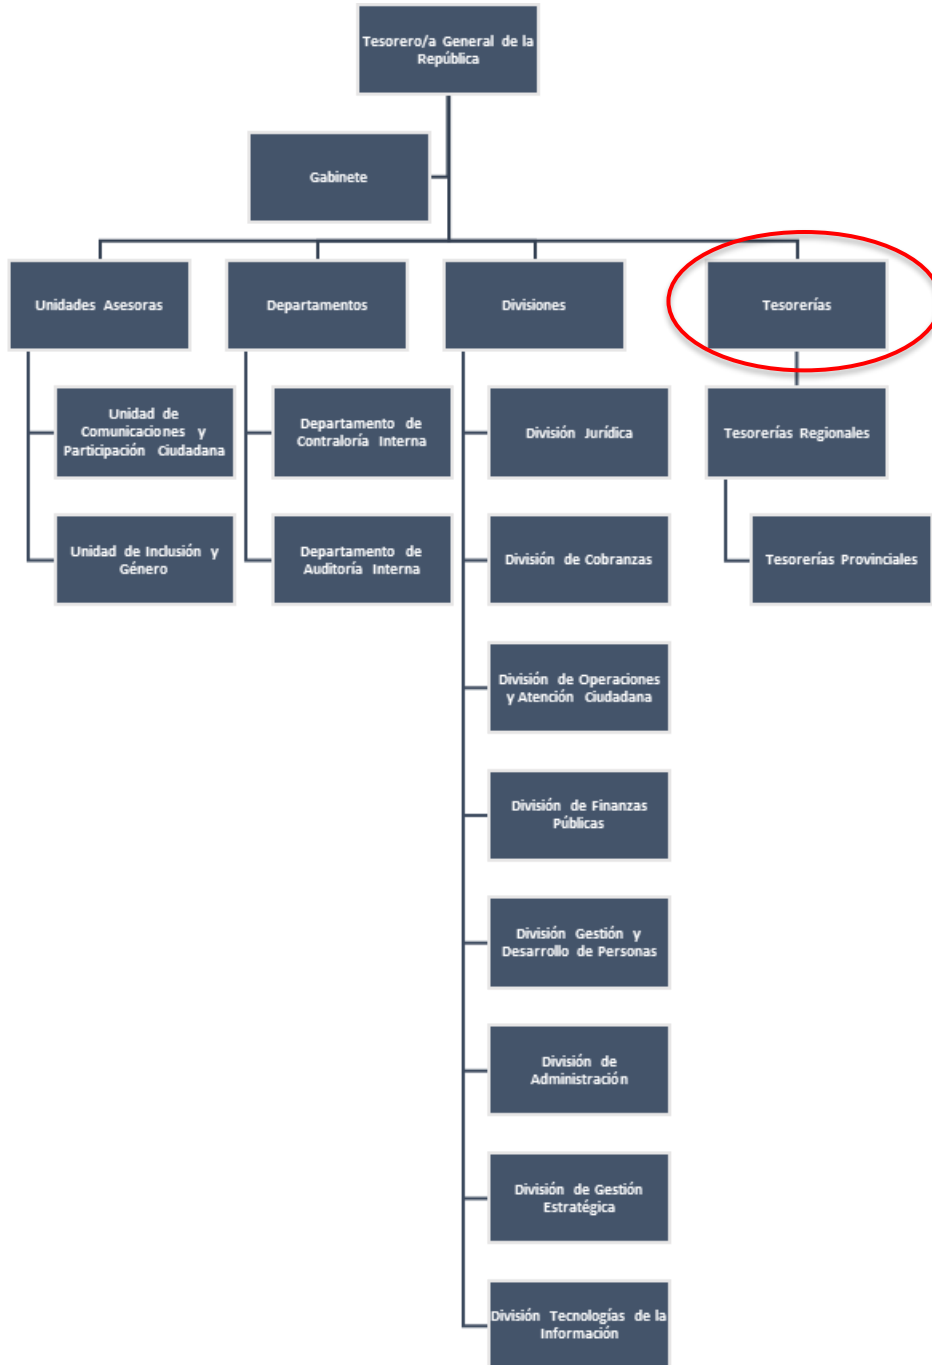 Tesorero/a General de la
República
Gabinete
Unidades Asesoras
Departamentos
Divisiones
Tesorerías
Unidad de
Comunicaciones y
Participación Ciudadana
Departamento de
Contraloría Interna
División Jurídica
Tesorerías Regionales
Unidad de Inclusión y
Género
Departamento de
Auditoría Interna
División de Cobranzas
Tesorerías Provinciales
División de Operaciones
y Atención Ciudadana
División de Finanzas
Públicas
División Gestión y
Desarrollo de Personas
División de
Administración
División de Gestión
Estratégica
División Tecnologías de la
Información